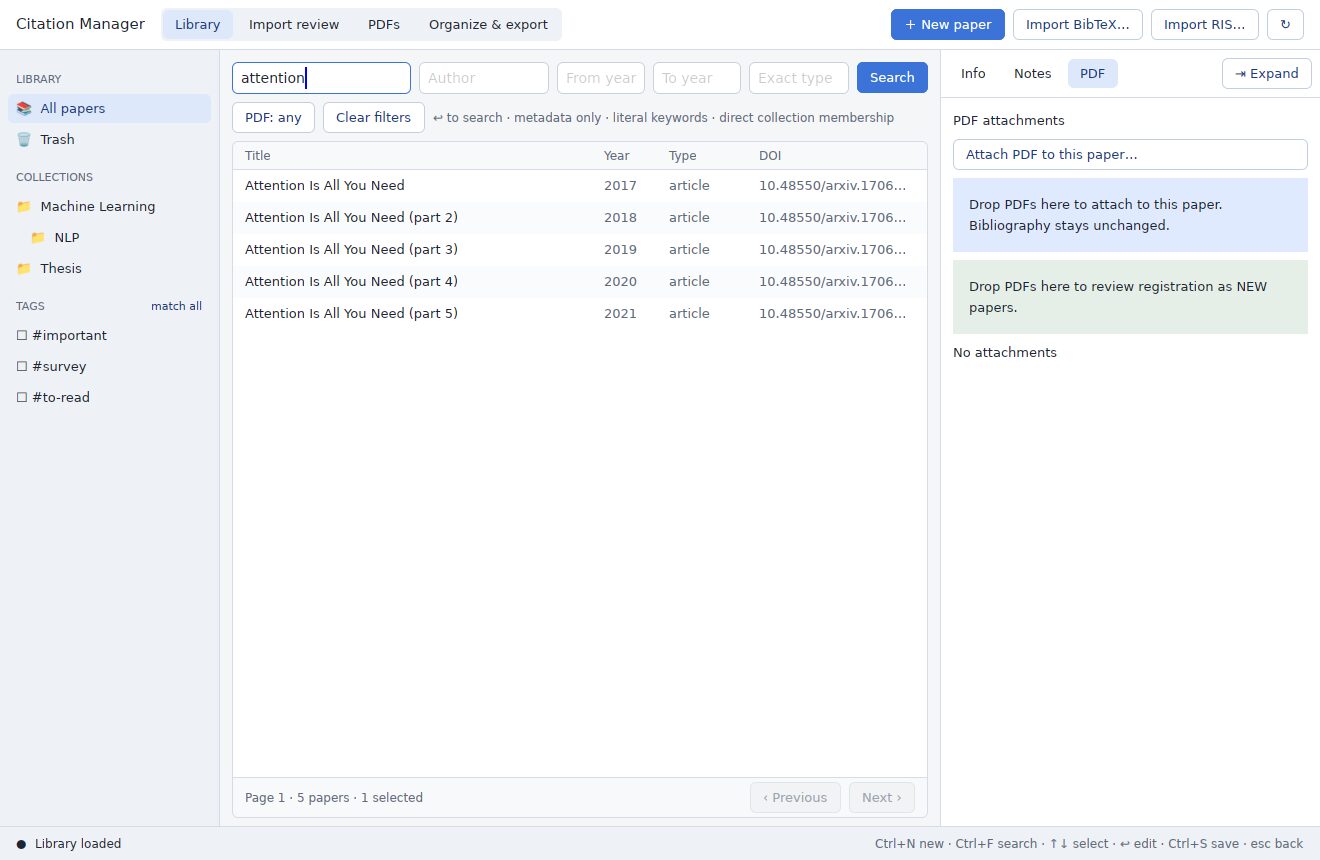 Citation Manager Library Import review PDFs Organize & export + New paper Import BibTeX... Import RIS... ↻
LIBRARY
📚 All papers
🗑️ Trash
COLLECTIONS
📁 Machine Learning
📁 NLP
📁 Thesis
TAGS match all
☐ #important
☐ #survey
☐ #to-read
attention Author From year To year Exact type Search
PDF: any Clear filters ↩ to search · metadata only · literal keywords · direct collection membership
Title Year Type DOI
Attention Is All You Need 2017 article 10.48550/arxiv.1706...
Attention Is All You Need (part 2) 2018 article 10.48550/arxiv.1706...
Attention Is All You Need (part 3) 2019 article 10.48550/arxiv.1706...
Attention Is All You Need (part 4) 2020 article 10.48550/arxiv.1706...
Attention Is All You Need (part 5) 2021 article 10.48550/arxiv.1706...
Page 1 · 5 papers · 1 selected ‹ Previous Next ›
Info Notes PDF ⇥ Expand
PDF attachments
Attach PDF to this paper...
Drop PDFs here to attach to this paper.
Bibliography stays unchanged.
Drop PDFs here to review registration as NEW
papers.
No attachments
● Library loaded Ctrl+N new · Ctrl+F search · ↑↓ select · ↩ edit · Ctrl+S save · esc back